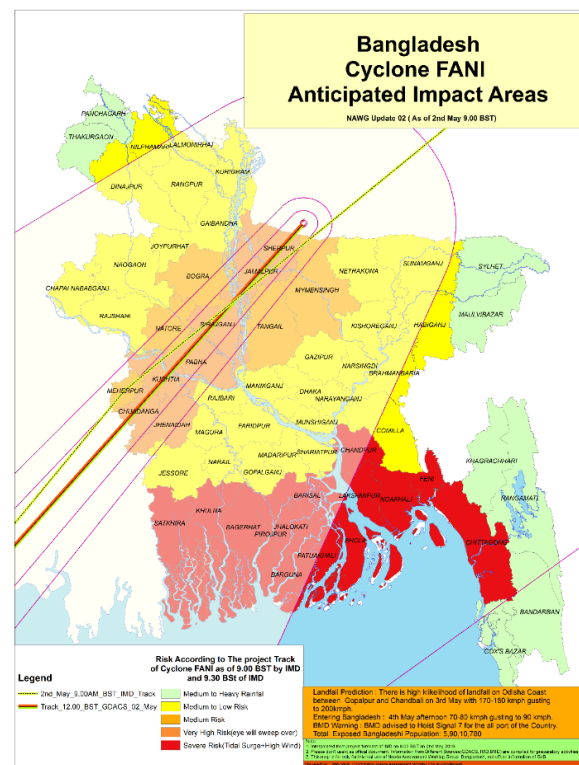 Bangladesh
Cyclone FANI
Anticipated Impact Areas
NAWG Update 02 ( As of 2nd May 9.00 BST)
PANCHAGARH
THAKURGAON
NILPHAMARI
LALMONIRHAT
KURIGRAM
DINAJPUR
RANGPUR
GAIBANDHA
SHERPUR
JOYPURHAT
NAOGAON
BOGRA
JAMALPUR
NETRAKONA
SUNAMGANJ
SYLHET
MYMENSINGH
CHAPAI NABABGANJ
RAJSHAHI
MAULVIBAZAR
NATORE
SIRAJGANJ
TANGAIL
KISHOREGANJ
HABIGANJ
GAZIPUR
PABNA
NARSINGDI
BRAHMANBARIA
KUSHTIA
MANIKGANJ
DHAKA
MEHERPUR
RAJBARI
NARAYANGANJ
CHUADANGA
FARIDPUR
MUNSHIGANJ
JHENAIDAH
MAGURA
COMILLA
SHARIATPUR
CHANDPUR
MADARIPUR
NARAIL
GOPALGANJ
KHAGRACHHARI
JESSORE
FENI
BARISAL
LAKSHMIPUR
NOAKHALI
RANGAMATI
KHULNA
SATKHIRA
BAGERHAT
JHALOKATI
PIROJPUR
BHOLA
CHITTAGONG
PATUAKHALI
BARGUNA
BANDARBAN
COX'S BAZAR
Legend
2nd_May_9.00AM_BST_IMD_Track
Track_12.00_BST_GDACS_02_May
Risk According to The project Track
of Cyclone FANI as of 9.00 BST by IMD
and 9.30 BSt of IMD
Medium to Heavy Rainfall
Medium to Low Risk
Medium Risk
Very High Risk(eye will sweep over)
Severe Risk(Tidal Surga+High Wind)
Landfall Prediction : There is high kilkelihood of landfall on Odisha Coast
between Gopalpur and Chandbali on 3rd May with 170-180 kmph gusting
to 200kmph.
Entering Bangladesh : 4th May afternoon 70-80 kmph gusting to 90 kmph.
BMD Warning : BMD advised to Hoist Signal 7 for the all part of the Country.
Total Exposed Bangladeshi Population: 5,90,10,780